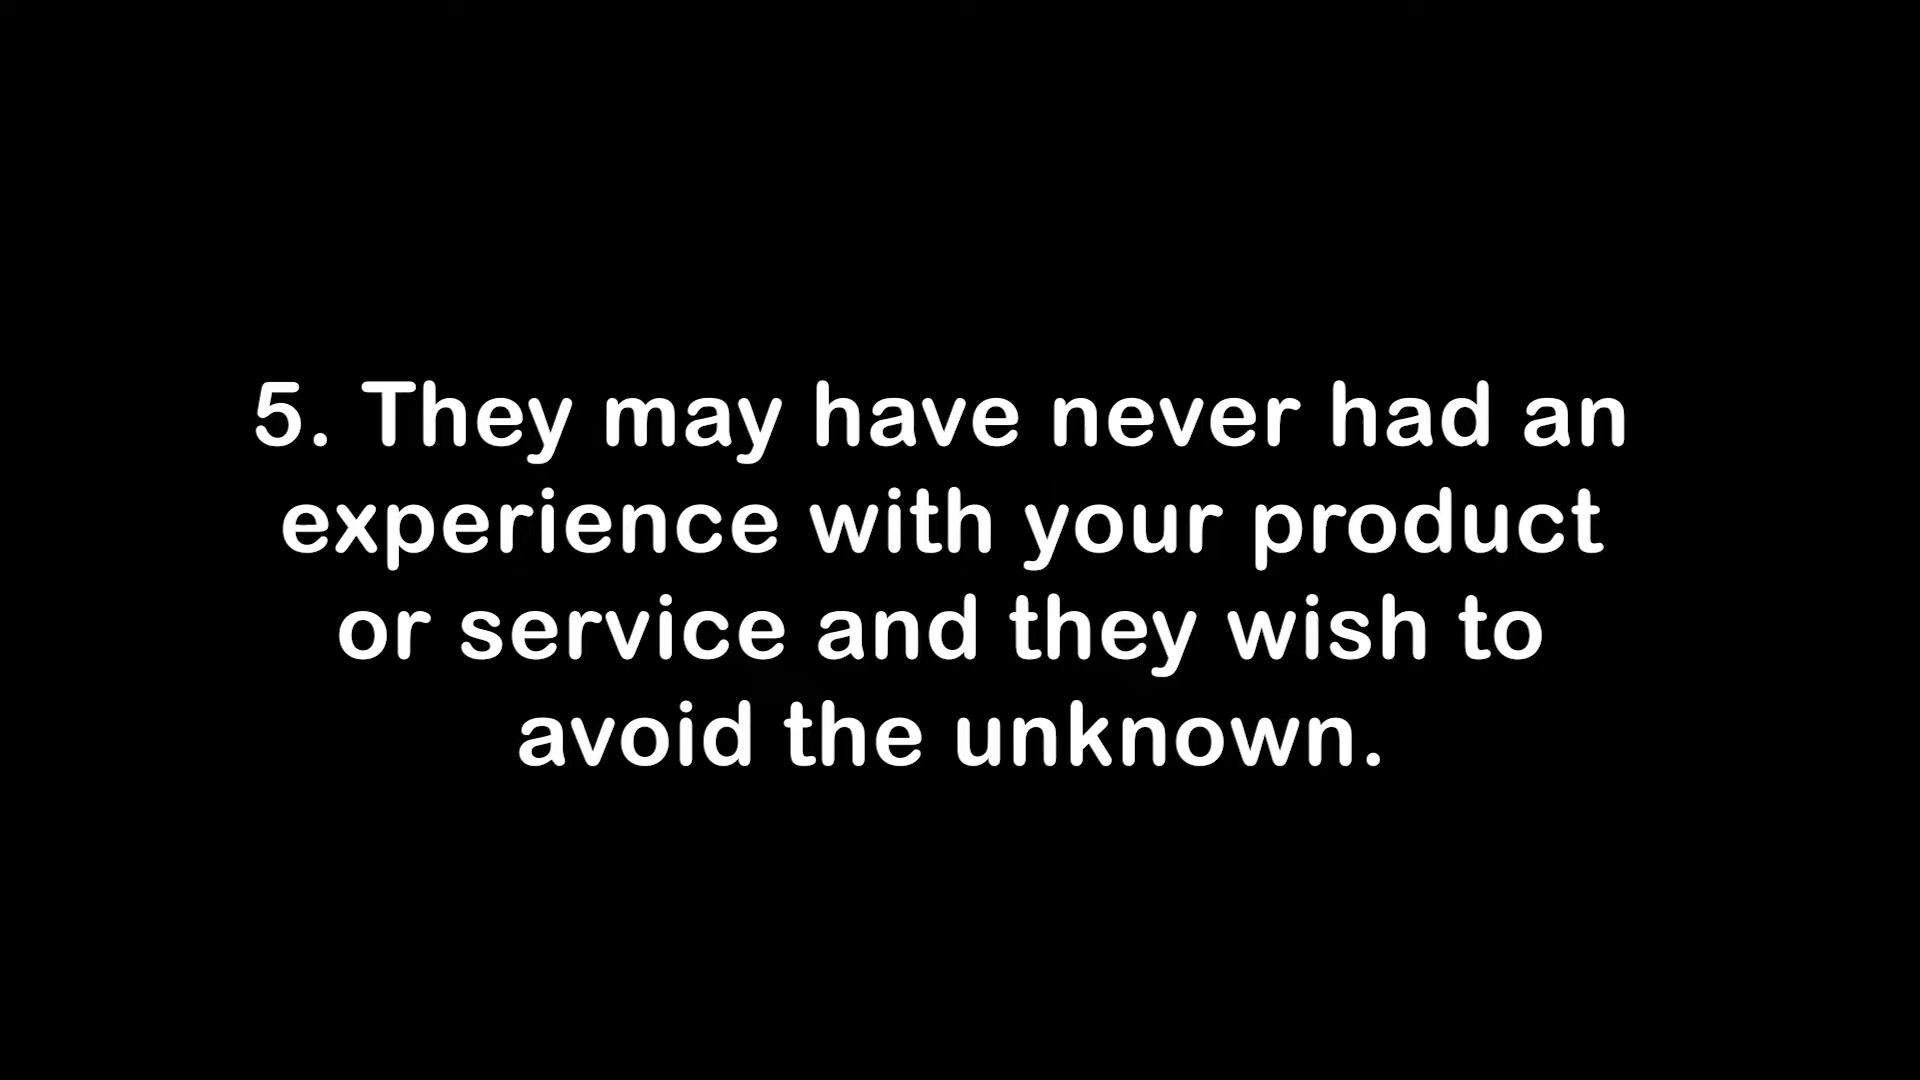 5. They may have never had an
experience with your product
or service and they wish to
avoid the unknown.